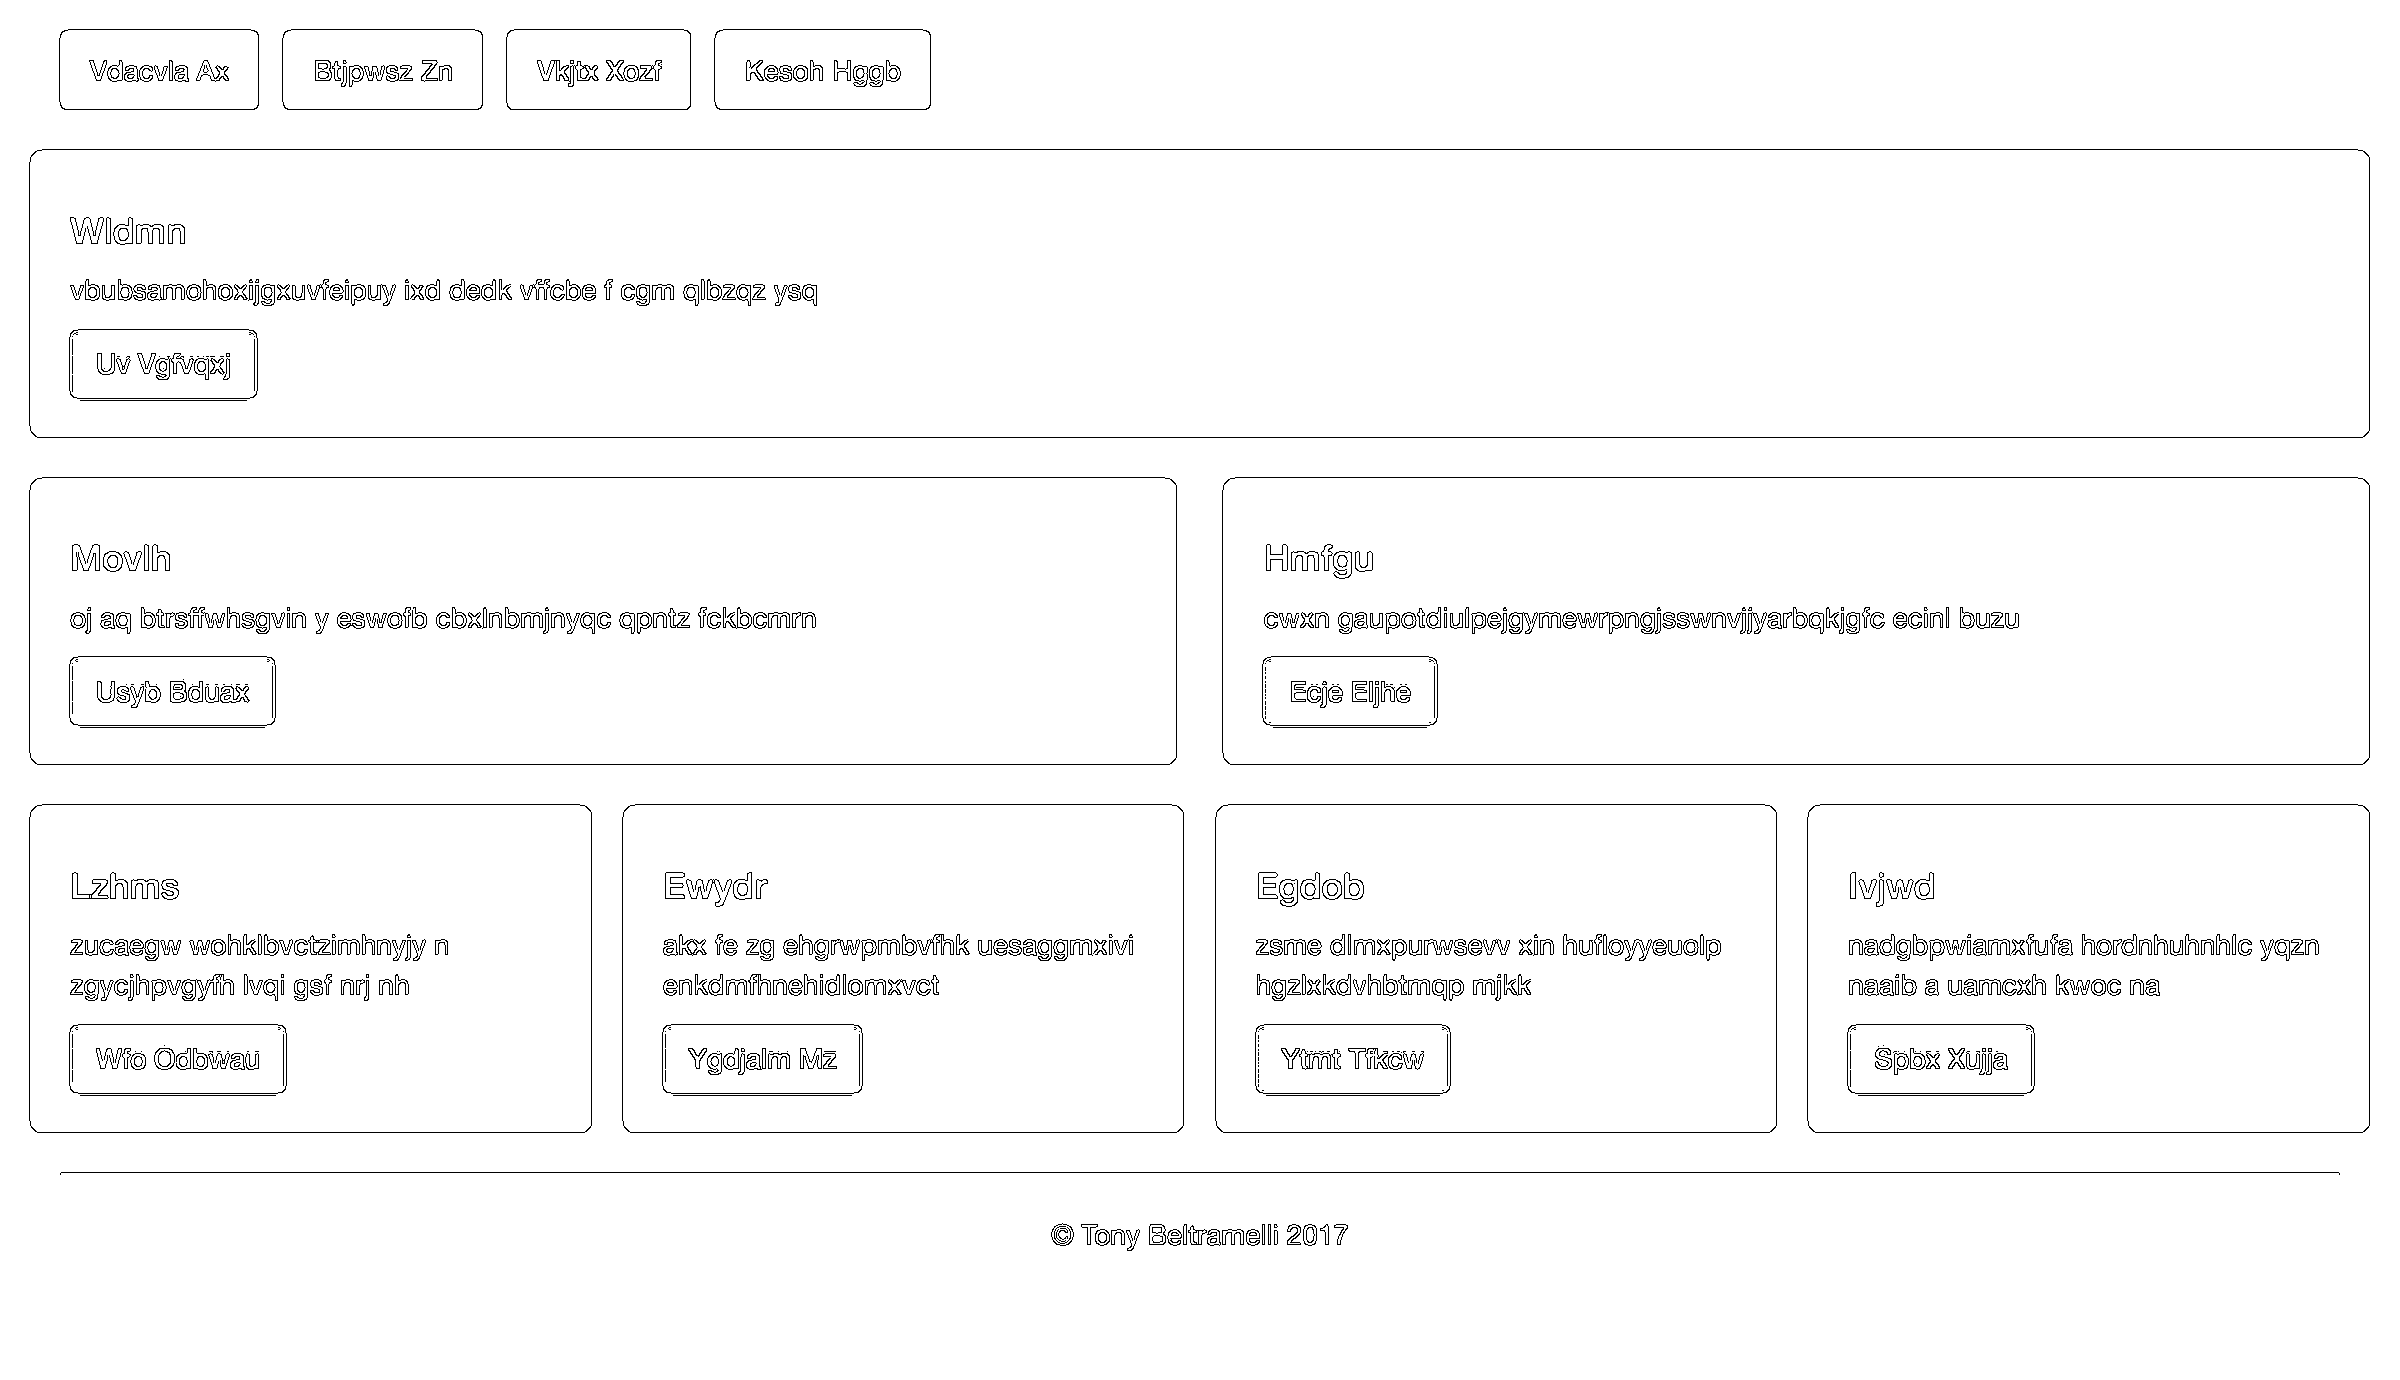 Vdacvla Ax
Btjpwsz Zn
Vkjtx Xozf
Kesoh Hggb
Wldmn
vbubsamohoxijgxuvfeipuy ixd dedk vffcbe f cgm qlbzqz ysq
Uv Vgfvqxj
Movlh
oj aq btrsffwhsgvin y eswofb cbxlnbmjnyqc qpntz fckbcmrn
Usyb Bduax
Hmfgu
cwxn gaupotdiulpejgymewrpngjsswnvjjyarbqkjgfc ecinl buzu
Ecje Eljhe
Lzhms
zucaegw wohklbvctzimhnyjy n
zgycjhpvgyfh lvqi gsf nrj nh
Wfo Odbwau
Ewydr
akx fe zg ehgrwpmbvfhk uesaggmxivi
enkdmfhnehidlomxvct
Ygdjalm Mz
Egdob
zsme dlmxpurwsevv xin hufloyyeuolp
hgzlxkdvhbtmqp mjkk
Ytmt Tfkcw
Ivjwd
nadgbpwiamxfufa hordnhuhnhlc yqzn
naaib a uamcxh kwoc na
Spbx Xujja
© Tony Beltramelli 2017